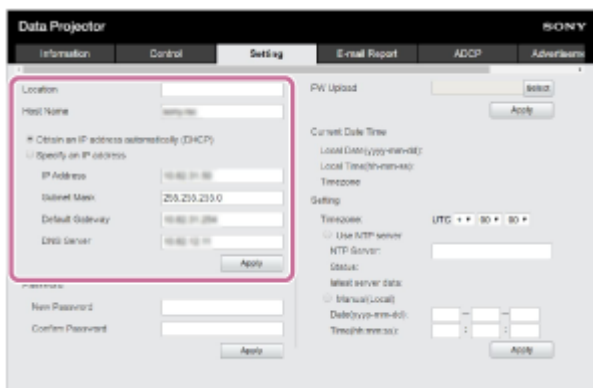 Data Projector
SONY
Information Control Setting E-mail Report ADCP Advertiseme
Location
Host Name
Obtain an IP address automatically (DHCP)
Specify an IP address
IP Address
Subnet Mask 255.255.255.0
Default Gateway
DNS Server
Apply
Password
New Password
Confirm Password
Apply
FW Upload Select
Apply
Current Date Time
Local Date(yyyy-mm-dd):
Local Time(hh-mm-ss):
Timezone
Setting
Timezone: UTC + 00 00
Use NTP server
NTP Server:
Status:
latest server data:
Manual(Local)
Date(yyyy-mm-dd): – –
Time(hh:mm:ss): : :
Apply